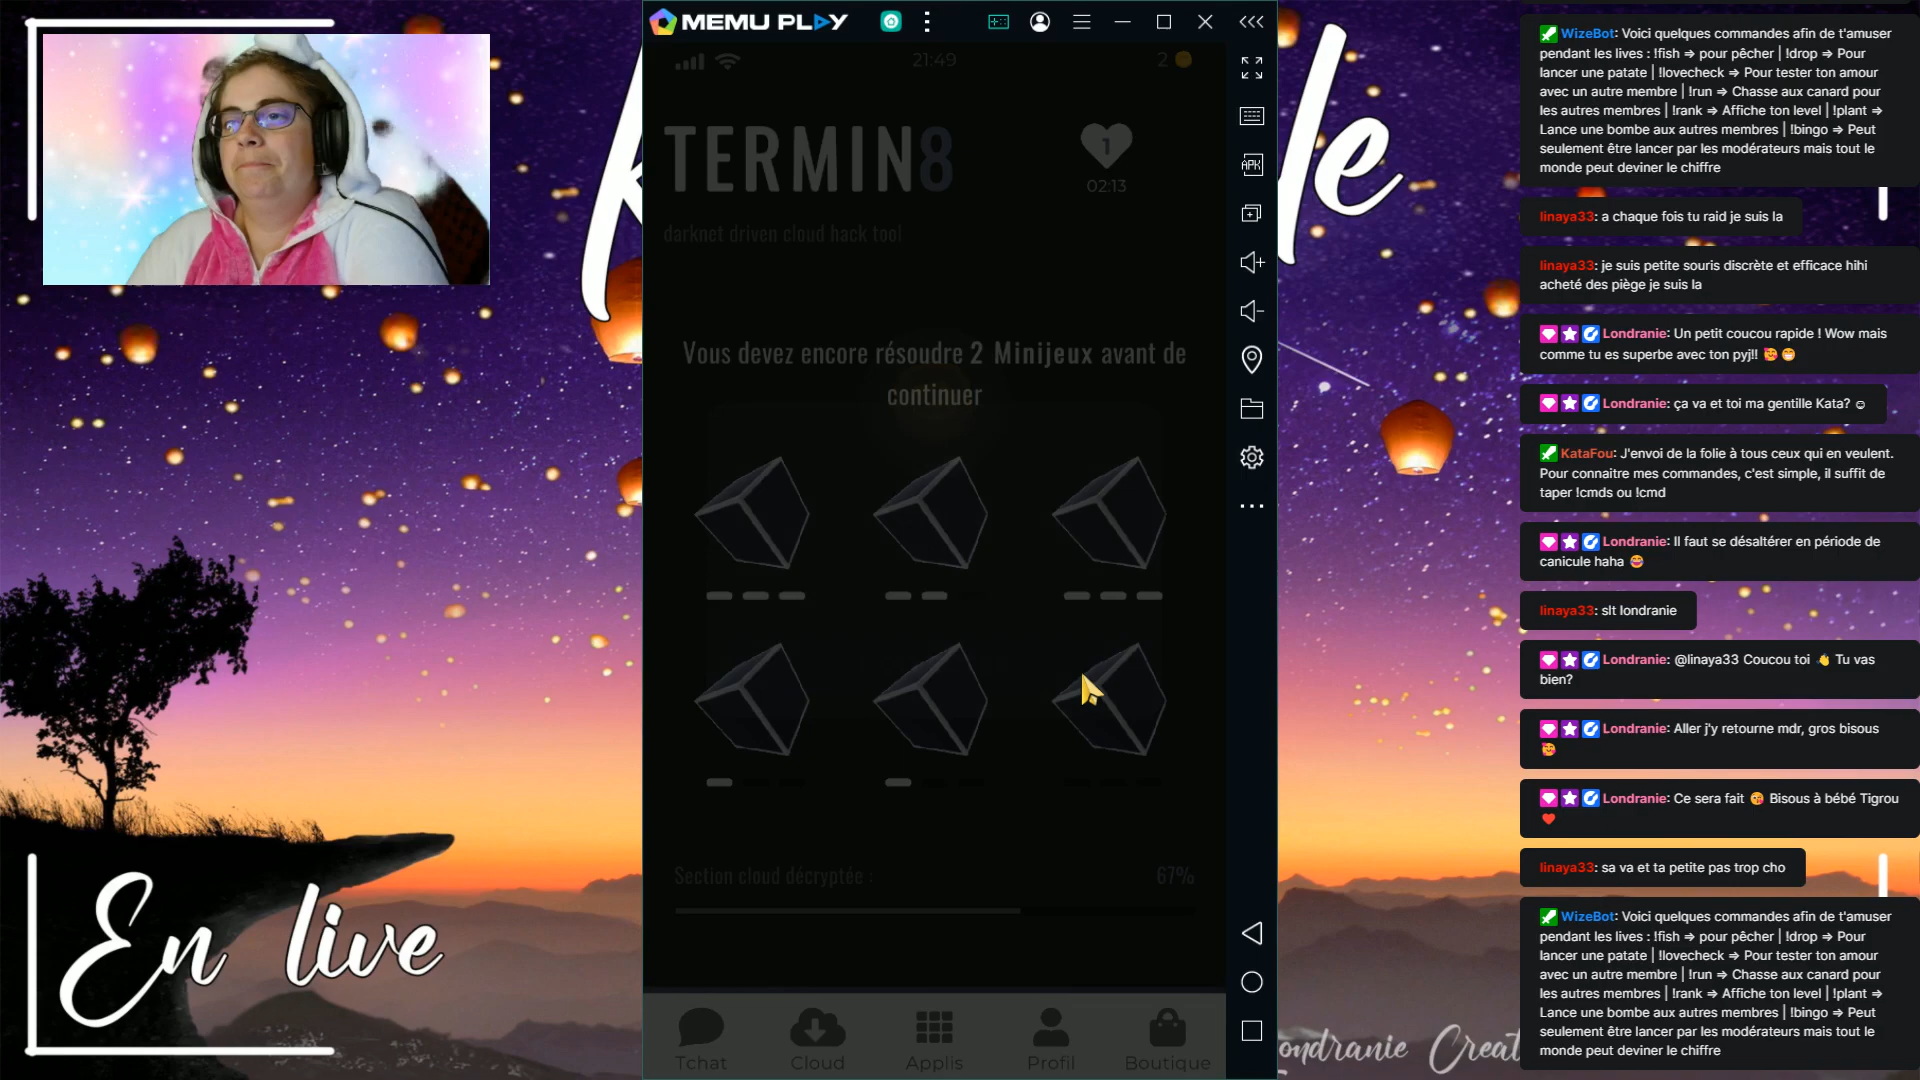 MEMU PLAY
21:49
2
TERMIN8
1
02:13
darknet driven cloud hack tool
Vous devez encore résoudre 2 Minijeux avant de
continuer
Section cloud décryptée :
67%
Tchat
Cloud
Applis
Profil
Boutique
APK
En live
le
WizeBot: Voici quelques commandes afin de t'amuser
pendant les lives : !fish => pour pêcher | !drop => Pour
lancer une patate | !lovecheck => Pour tester ton amour
avec un autre membre | !run => Chasse aux canard pour
les autres membres | !rank => Affiche ton level | !plant =>
Lance une bombe aux autres membres | !bingo => Peut
seulement être lancer par les modérateurs mais tout le
monde peut deviner le chiffre
linaya33: a chaque fois tu raid je suis la
linaya33: je suis petite souris discrète et efficace hihi
acheté des piège je suis la
Londranie: Un petit coucou rapide ! Wow mais
comme tu es superbe avec ton pyj!! 🥰 😁
Londranie: ça va et toi ma gentille Kata? ☺
KataFou: J'envoi de la folie à tous ceux qui en veulent.
Pour connaitre mes commandes, c'est simple, il suffit de
taper !cmds ou !cmd
Londranie: Il faut se désaltérer en période de
canicule haha 😂
linaya33: slt londranie
Londranie: @linaya33 Coucou toi 👋 Tu vas
bien?
Londranie: Aller j'y retourne mdr, gros bisous
🥰
Londranie: Ce sera fait 😘 Bisous à bébé Tigrou
♥
linaya33: sa va et ta petite pas trop cho
WizeBot: Voici quelques commandes afin de t'amuser
pendant les lives : !fish => pour pêcher | !drop => Pour
lancer une patate | !lovecheck => Pour tester ton amour
avec un autre membre | !run => Chasse aux canard pour
les autres membres | !rank => Affiche ton level | !plant =>
Lance une bombe aux autres membres | !bingo => Peut
seulement être lancer par les modérateurs mais tout le
monde peut deviner le chiffre
ondranie Creat